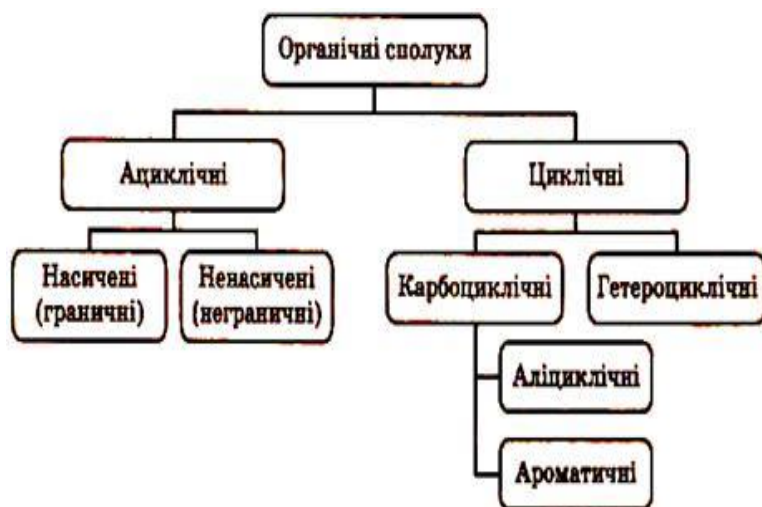 Органічні сполуки
Ациклічні
Циклічні
Насичені
(граничні)
Ненасичені
(неграничні)
Карбоциклічні
Гетероциклічні
Аліциклічні
Ароматичні